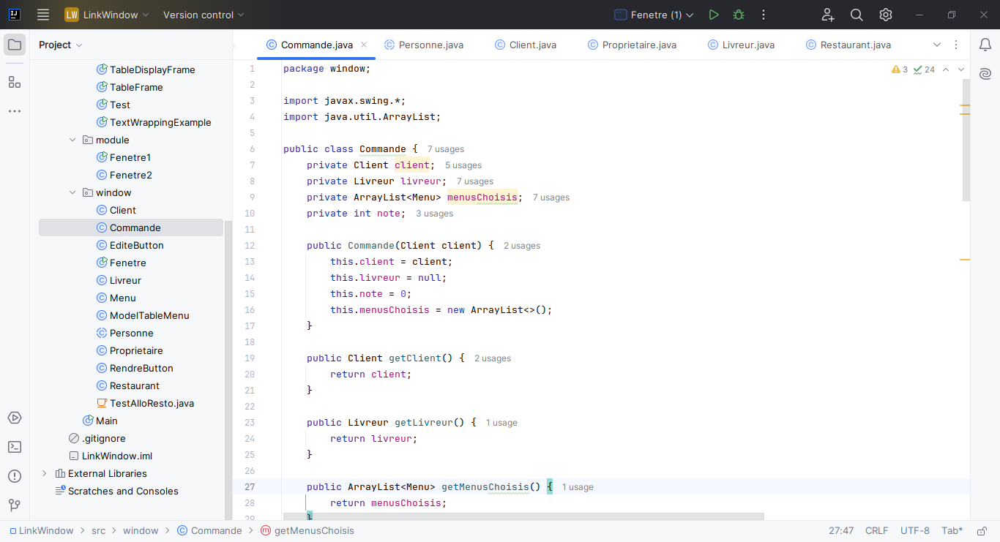 LW LinkWindow Version control Fenetre (1)
Project
Commande.java Personne.java Client.java Proprietaire.java Livreur.java Restaurant.java
TableDisplayFrame
TableFrame
Test
TextWrappingExample
module
Fenetre1
Fenetre2
window
Client
Commande
EditeButton
Fenetre
Livreur
Menu
ModelTableMenu
Personne
Proprietaire
RendreButton
Restaurant
TestAlloResto.java
Main
.gitignore
LinkWindow.iml
External Libraries
Scratches and Consoles
3 24
1 package window;
2
3 import javax.swing.*;
4 import java.util.ArrayList;
5
6 public class Commande { 7 usages
7 private Client client; 5 usages
8 private Livreur livreur; 7 usages
9 private ArrayList<Menu> menusChoisis; 7 usages
10 private int note; 3 usages
11
12 public Commande(Client client) { 2 usages
13 this.client = client;
14 this.livreur = null;
15 this.note = 0;
16 this.menusChoisis = new ArrayList<>();
17 }
18
19 public Client getClient() { 2 usages
20 return client;
21 }
22
23 public Livreur getLivreur() { 1 usage
24 return livreur;
25 }
26
27 public ArrayList<Menu> getMenusChoisis() { 1 usage
28 return menusChoisis;
29 }
LinkWindow > src > window > Commande > getMenusChoisis 27:47 CRLF UTF-8 Tab*